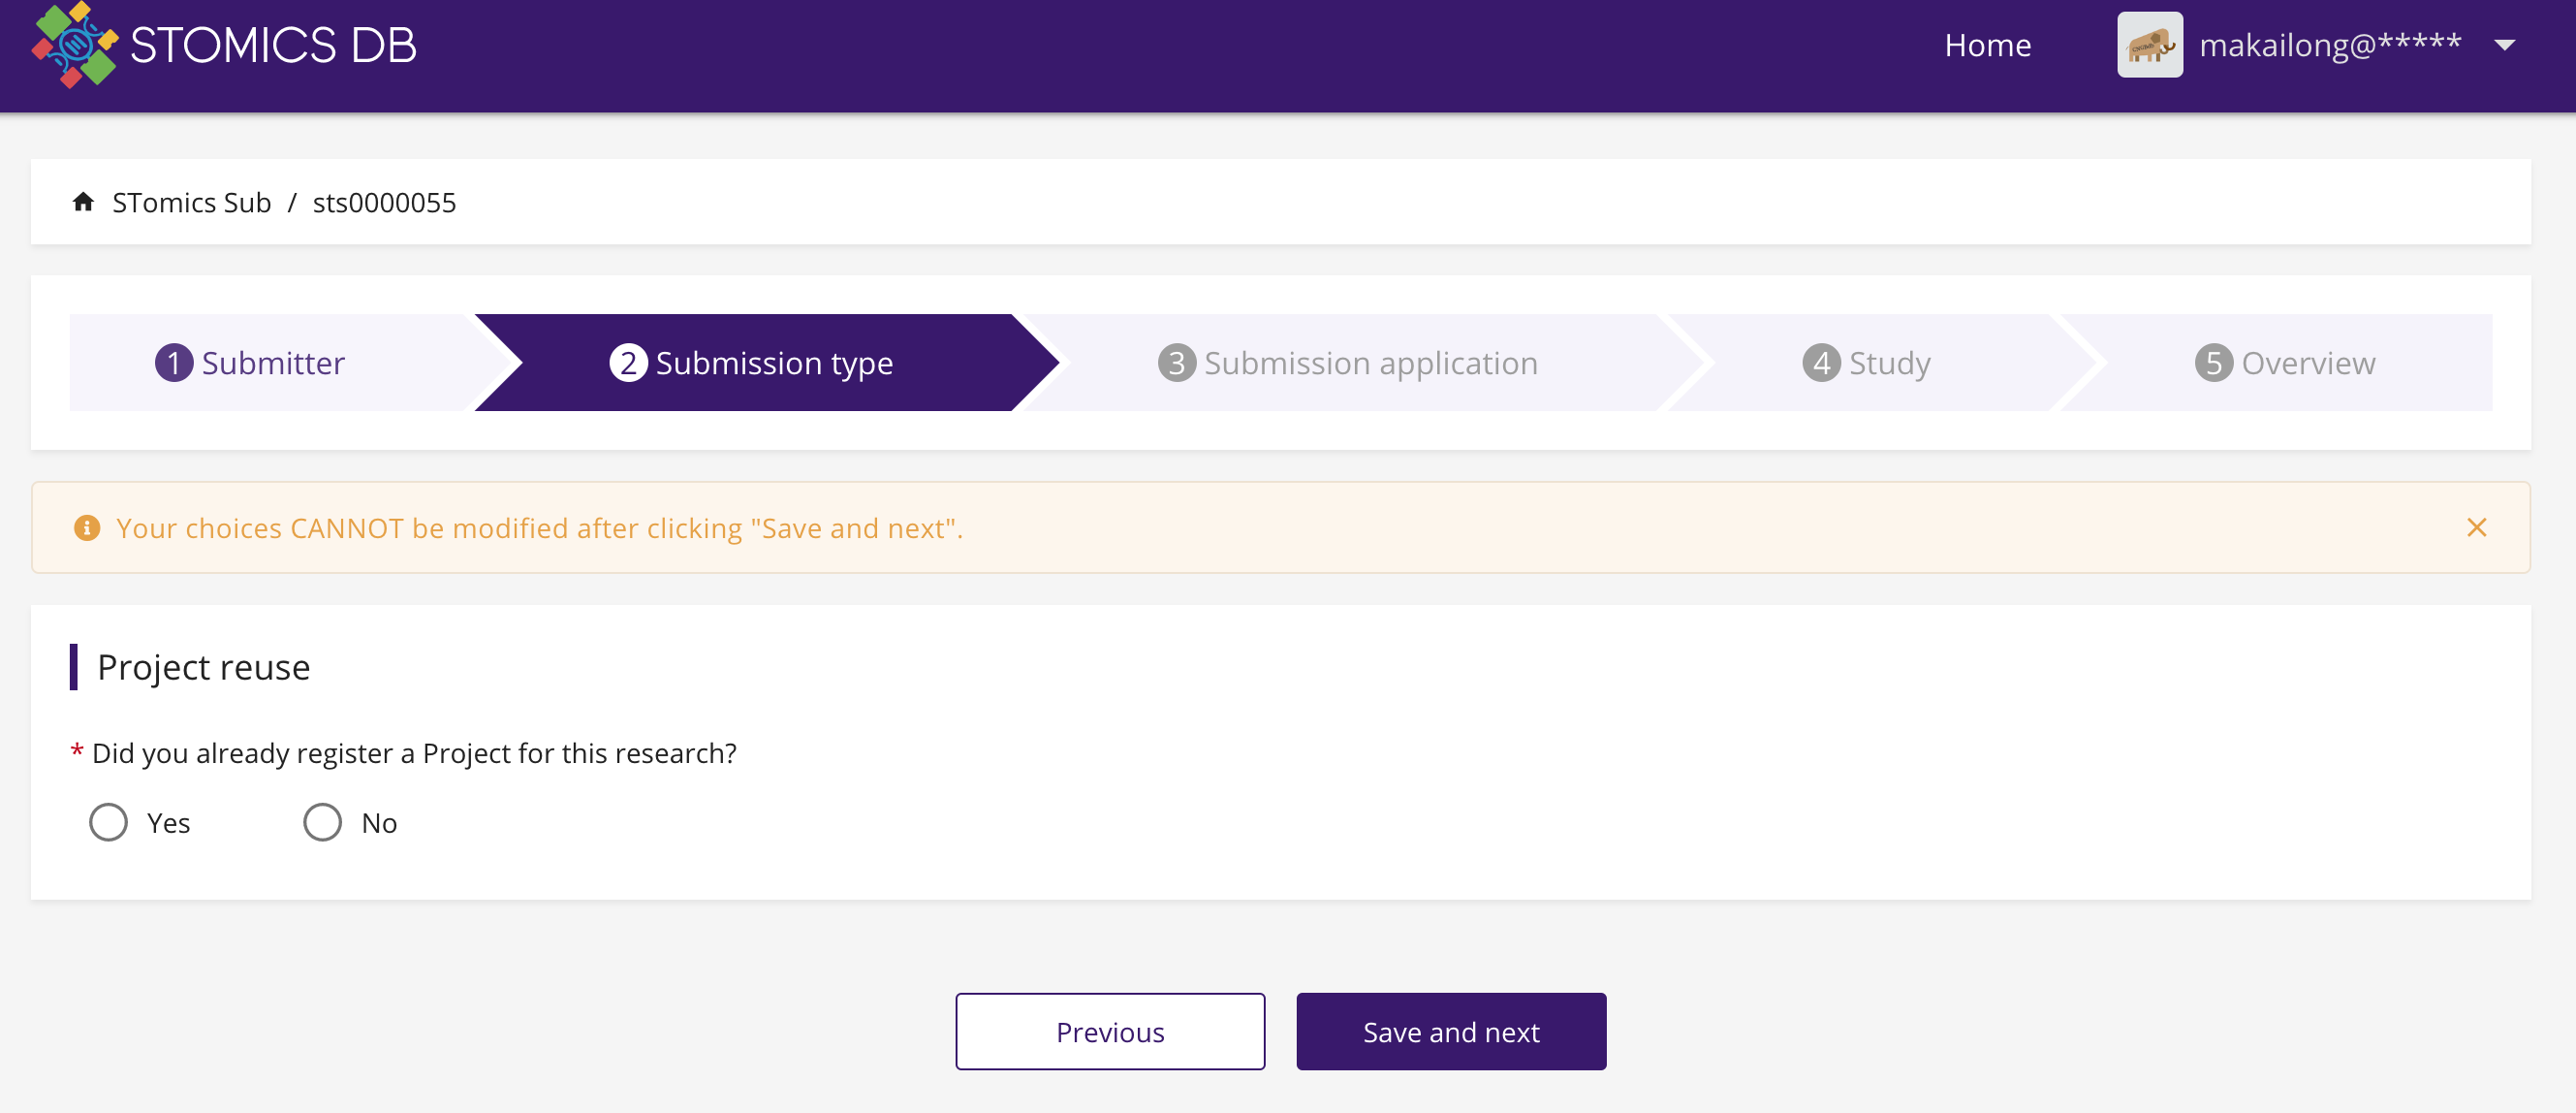 STOMICS DB
Home
makailong@*****
STomics Sub / sts0000055
1 Submitter
2 Submission type
3 Submission application
4 Study
5 Overview
Your choices CANNOT be modified after clicking "Save and next".
Project reuse
* Did you already register a Project for this research?
Yes
No
Previous
Save and next